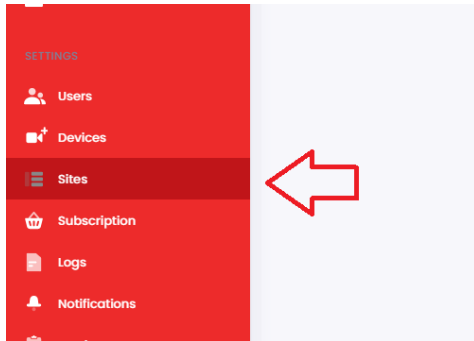 SETTINGS
Users
Devices
Sites
Subscription
Logs
Notifications